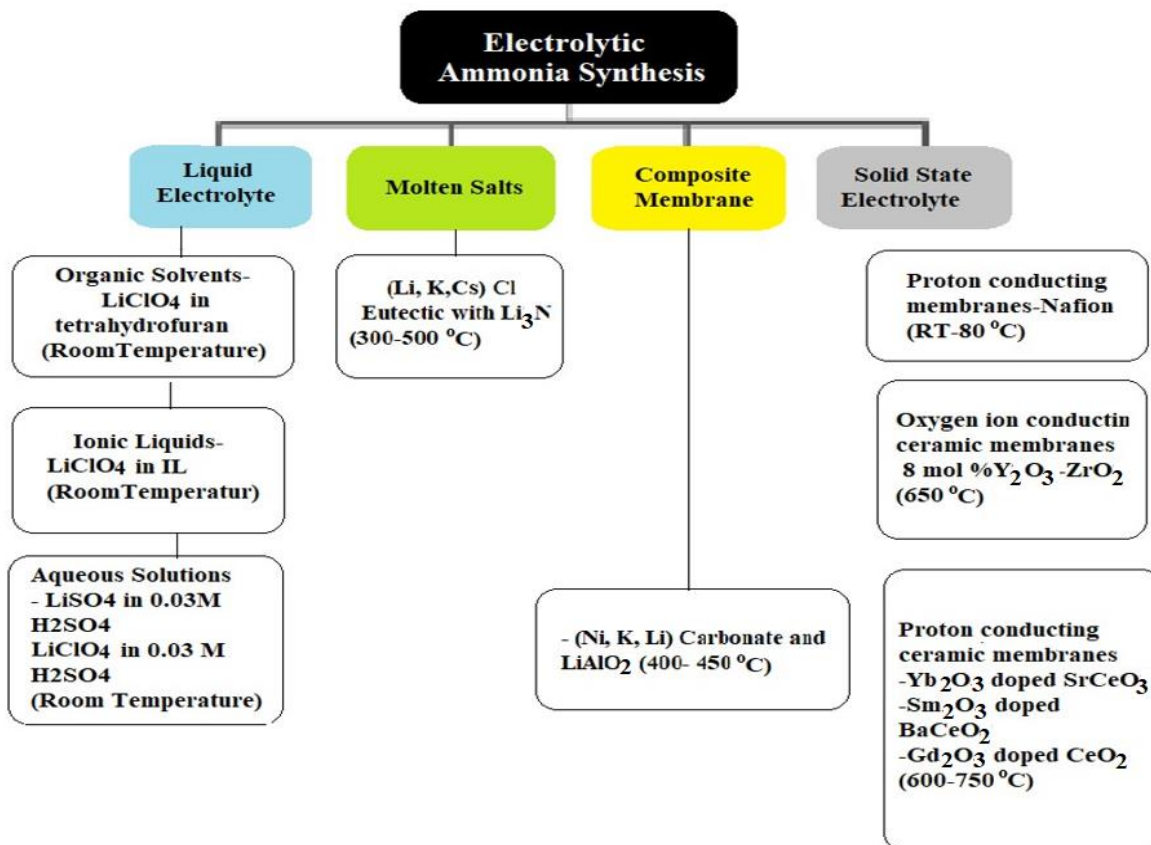 Electrolytic
Ammonia Synthesis
Liquid
Electrolyte
Molten Salts
Composite
Membrane
Solid State
Electrolyte
Organic Solvents-
LiClO4 in
tetrahydrofuran
(RoomTemperature)
Ionic Liquids-
LiClO4 in IL
(RoomTemperatur)
Aqueous Solutions
- LiSO4 in 0.03M
H2SO4
LiClO4 in 0.03 M
H2SO4
(Room Temperature)
(Li, K,Cs) Cl
Eutectic with Li₃N
(300-500 °C)
- (Ni, K, Li) Carbonate and
LiAlO₂ (400- 450 °C)
Proton conducting
membranes-Nafion
(RT-80 °C)
Oxygen ion conductin
ceramic membranes
8 mol %Y₂O₃-ZrO₂
(650 °C)
Proton conducting
ceramic membranes
-Yb₂O₃ doped SrCeO₃
-Sm₂O₃ doped
BaCeO₂
-Gd₂O₃ doped CeO₂
(600-750 °C)